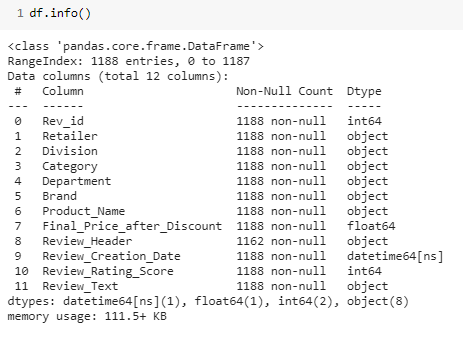 1 df.info()
<class 'pandas.core.frame.DataFrame'>
RangeIndex: 1188 entries, 0 to 1187
Data columns (total 12 columns):
 #   Column                      Non-Null Count  Dtype
---  ------                      --------------  -----
 0   Rev_id                      1188 non-null   int64
 1   Retailer                    1188 non-null   object
 2   Division                    1188 non-null   object
 3   Category                    1188 non-null   object
 4   Department                  1188 non-null   object
 5   Brand                       1188 non-null   object
 6   Product_Name                1188 non-null   object
 7   Final_Price_after_Discount  1188 non-null   float64
 8   Review_Header               1162 non-null   object
 9   Review_Creation_Date        1188 non-null   datetime64[ns]
 10  Review_Rating_Score         1188 non-null   int64
 11  Review_Text                 1188 non-null   object
dtypes: datetime64[ns](1), float64(1), int64(2), object(8)
memory usage: 111.5+ KB